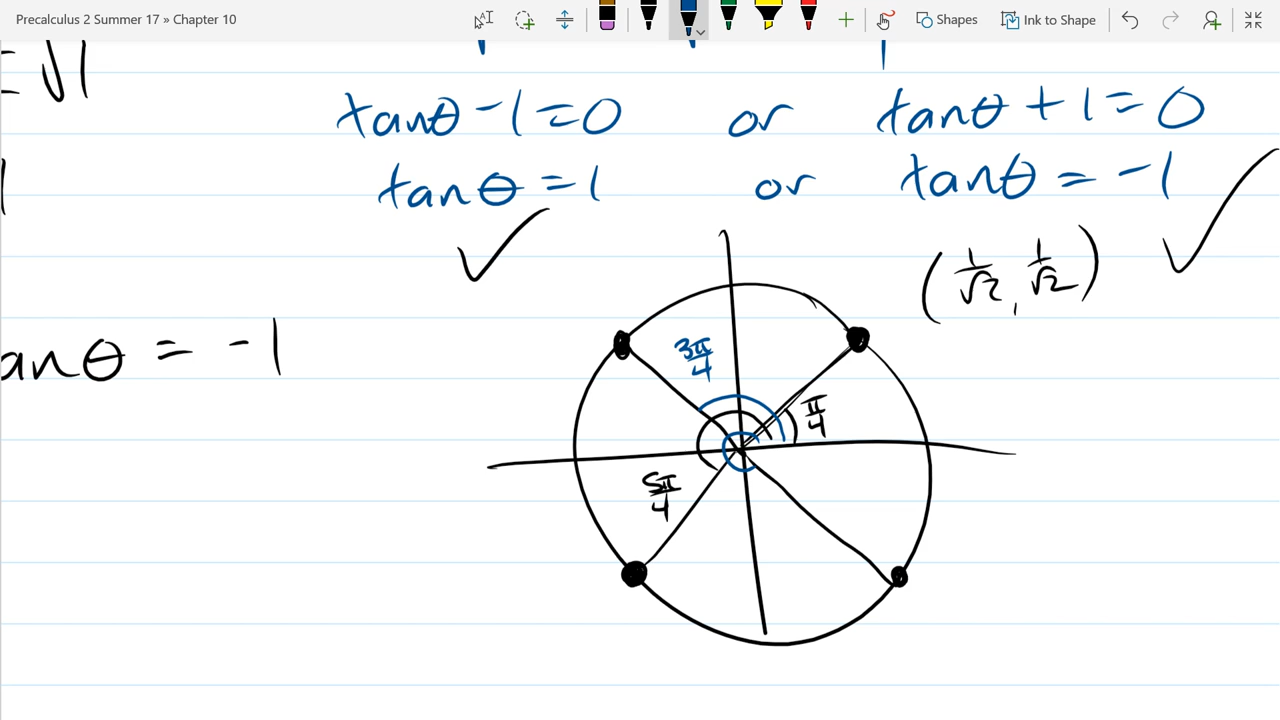 Precalculus 2 Summer 17 » Chapter 10
Shapes
Ink to Shape
= √1
tanθ - 1 = 0 or tanθ + 1 = 0
tanθ = 1 or tanθ = -1
(1/√2, 1/√2)
anθ = -1
3π/4
π/4
5π/4